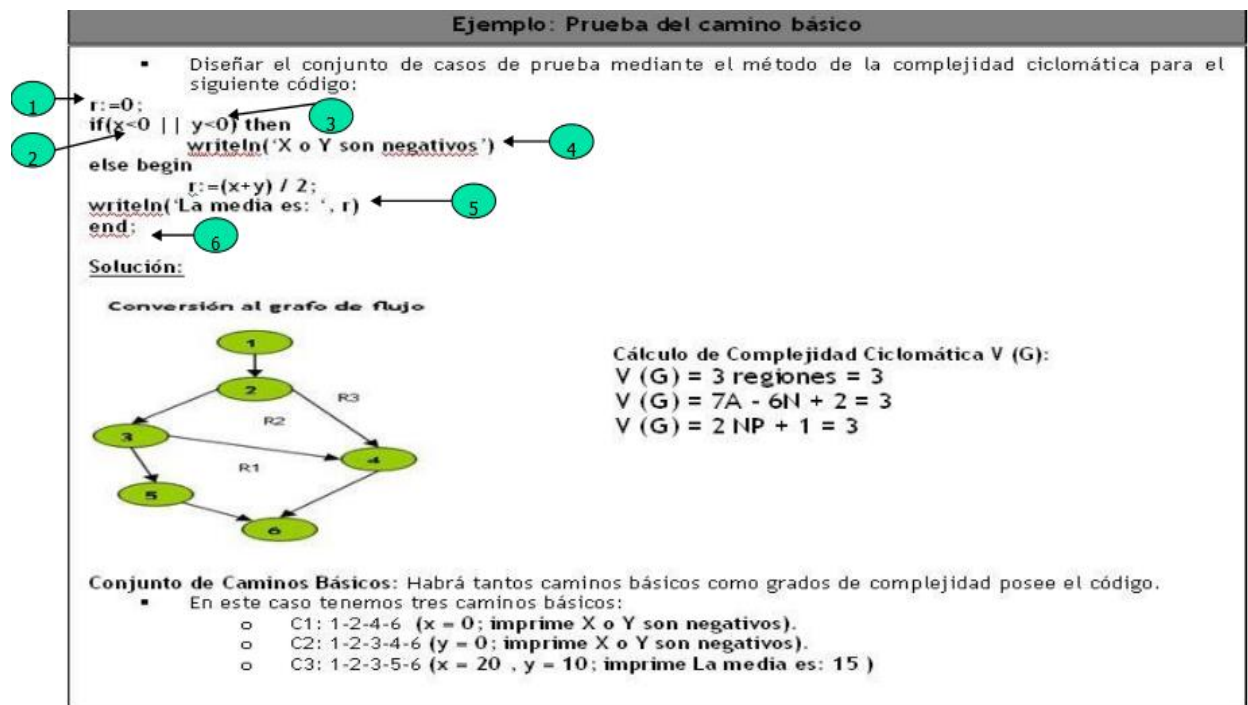 Ejemplo: Prueba del camino básico
▪ Diseñar el conjunto de casos de prueba mediante el método de la complejidad ciclomática para el
siguiente código:
1
r:=0;
if(x<0 || y<0) then
3
2
writeln('X o Y son negativos')
4
else begin
r:=(x+y) / 2;
writeln('La media es: ', r)
5
end;
6
Solución:
Conversión al grafo de flujo
1
2
R3
R2
3
4
R1
5
6
Cálculo de Complejidad Ciclomática V (G):
V (G) = 3 regiones = 3
V (G) = 7A - 6N + 2 = 3
V (G) = 2 NP + 1 = 3
Conjunto de Caminos Básicos: Habrá tantos caminos básicos como grados de complejidad posee el código.
▪ En este caso tenemos tres caminos básicos:
o C1: 1-2-4-6 (x = 0; imprime X o Y son negativos).
o C2: 1-2-3-4-6 (y = 0; imprime X o Y son negativos).
o C3: 1-2-3-5-6 (x = 20 , y = 10; imprime La media es: 15 )